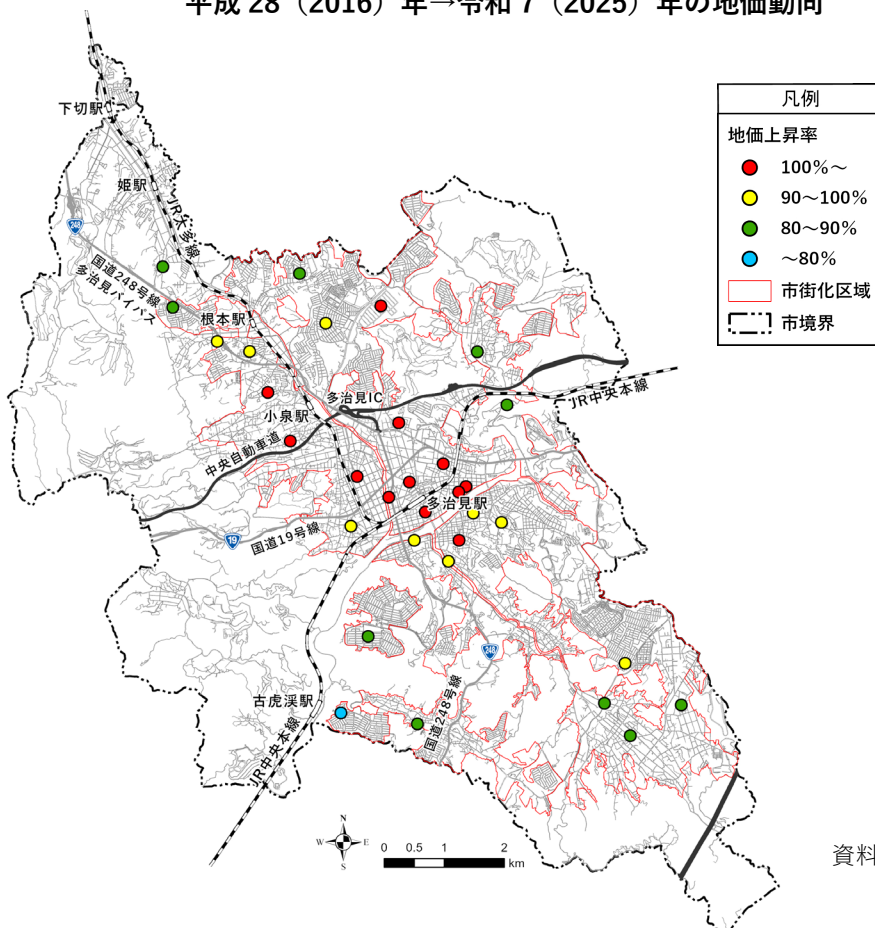 平成 28（2016）年→令和 7（2025）年の地価動向
凡例
地価上昇率
100%～
90～100%
80～90%
～80%
市街化区域
市境界
下切駅
姫駅
JR太多線
248
国道248号線
多治見バイパス
根本駅
小泉駅
多治見IC
JR中央本線
中央自動車道
多治見駅
19
国道19号線
248
古虎渓駅
国道248号線
JR中央本線
N
W
E
S
0 0.5 1 2
km
資料